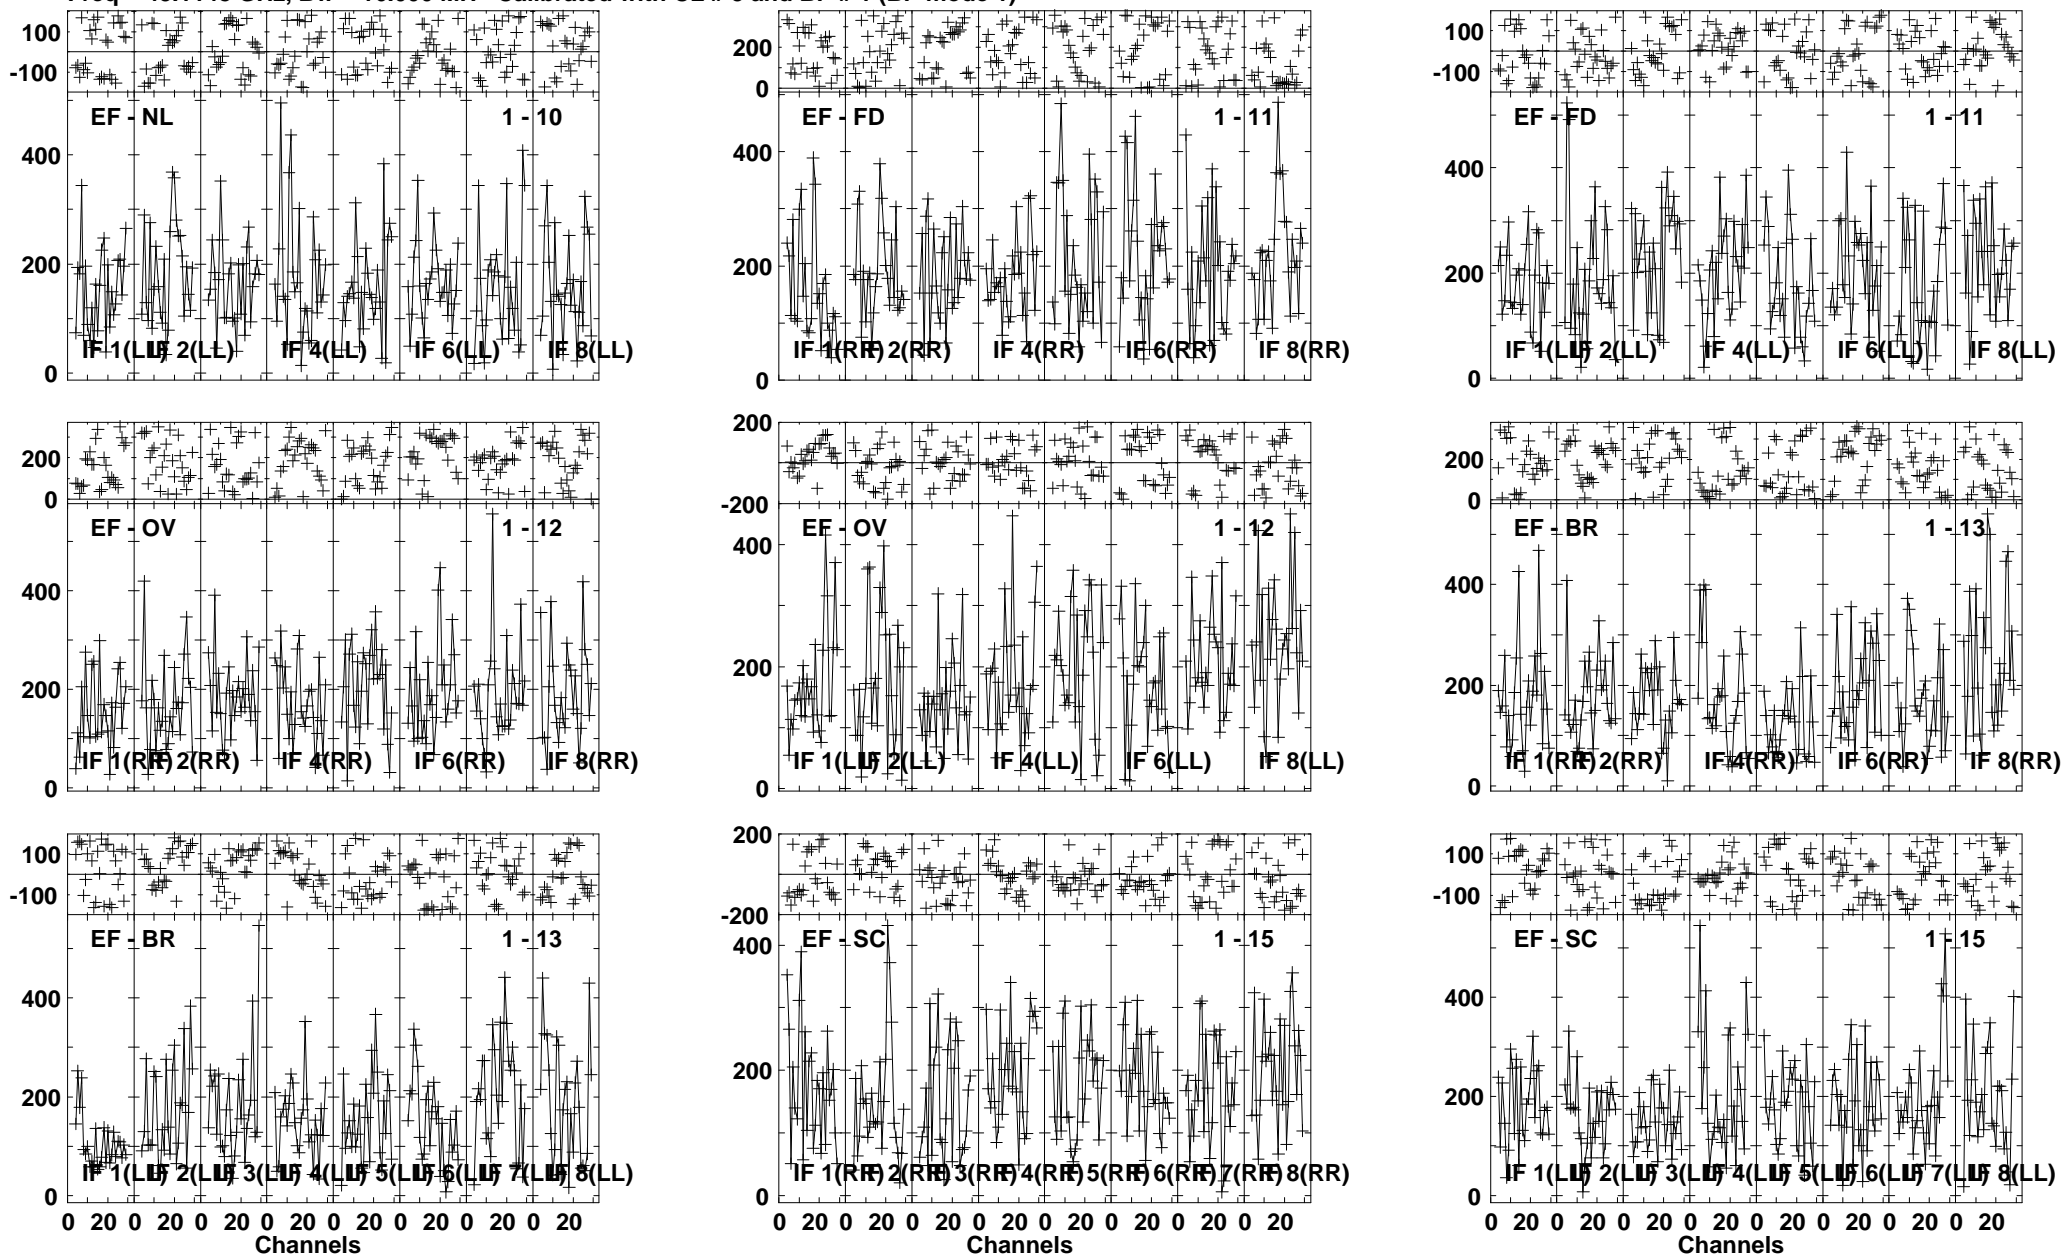 100
-100
EF - NL 1 - 10
400
200
0
IF 1(LL) IF 2(LL) IF 4(LL) IF 6(LL) IF 8(LL)
200
0
EF - FD 1 - 11
400
200
0
IF 1(RR) IF 2(RR) IF 4(RR) IF 6(RR) IF 8(RR)
100
-100
EF - FD 1 - 11
400
200
0
IF 1(LL) IF 2(LL) IF 4(LL) IF 6(LL) IF 8(LL)
200
0
EF - OV 1 - 12
400
200
0
IF 1(RR) IF 2(RR) IF 4(RR) IF 6(RR) IF 8(RR)
200
-200
EF - OV 1 - 12
400
200
0
IF 1(LL) IF 2(LL) IF 4(LL) IF 6(LL) IF 8(LL)
200
0
EF - BR 1 - 13
400
200
0
IF 1(RR) IF 2(RR) IF 4(RR) IF 6(RR) IF 8(RR)
100
-100
EF - BR 1 - 13
400
200
0
IF 1(LL) IF 2(LL) IF 3(LL) IF 4(LL) IF 5(LL) IF 6(LL) IF 7(LL) IF 8(LL)
0 20 0 20 0 20 0 20 0 20 0 20 0 20 0 20
Channels
200
-200
EF - SC 1 - 15
400
200
0
IF 1(RR) IF 2(RR) IF 3(RR) IF 4(RR) IF 5(RR) IF 6(RR) IF 7(RR) IF 8(RR)
0 20 0 20 0 20 0 20 0 20 0 20 0 20 0 20
100
-100
EF - SC 1 - 15
400
200
0
IF 1(LL) IF 2(LL) IF 3(LL) IF 4(LL) IF 5(LL) IF 6(LL) IF 7(LL) IF 8(LL)
0 20 0 20 0 20 0 20 0 20 0 20 0 20 0 20
Channels